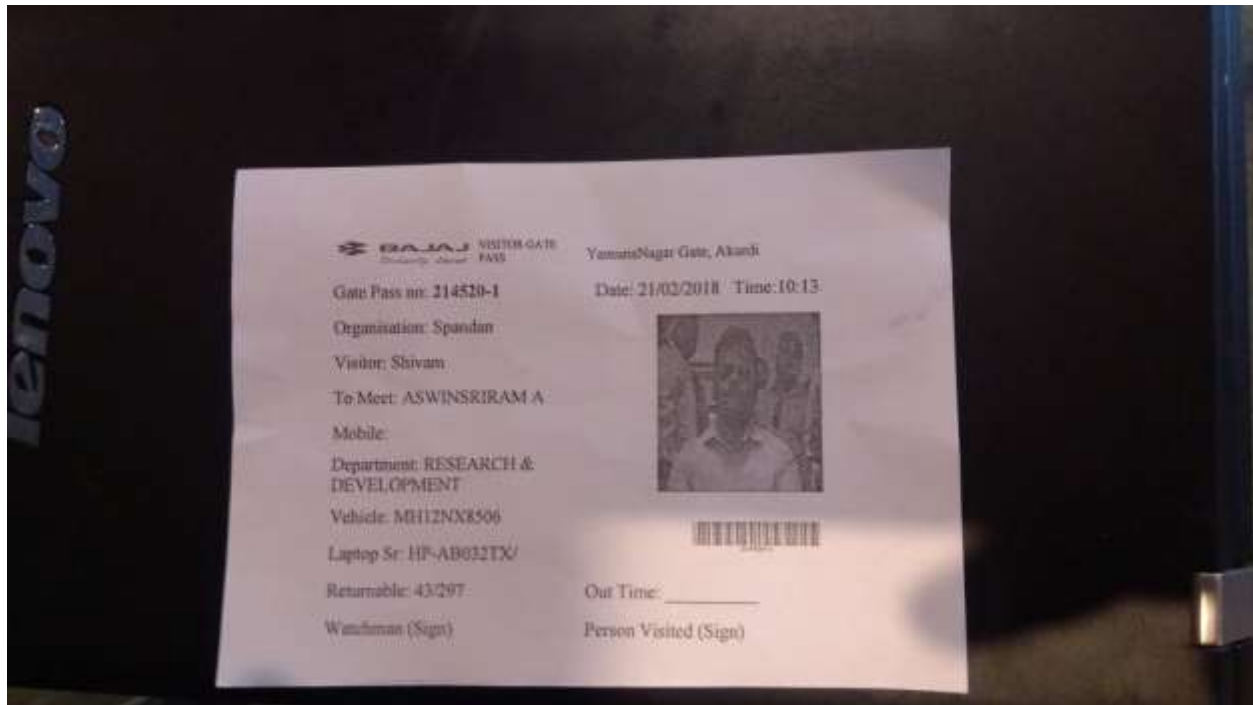 lenovo
BAJAJ VISITOR-GATE PASS
YamunaNagar Gate, Akurdi
Gate Pass no: 214520-1
Date: 21/02/2018 Time:10:13
Organisation: Spandan
Visitor: Shivam
To Meet: ASWINSRIRAM A
Mobile:
Department: RESEARCH &
DEVELOPMENT
Vehicle: MH12NX8506
Laptop Sr: HP-AB032TX/
Returnable: 43/297
Out Time:
Watchman (Sign)
Person Visited (Sign)